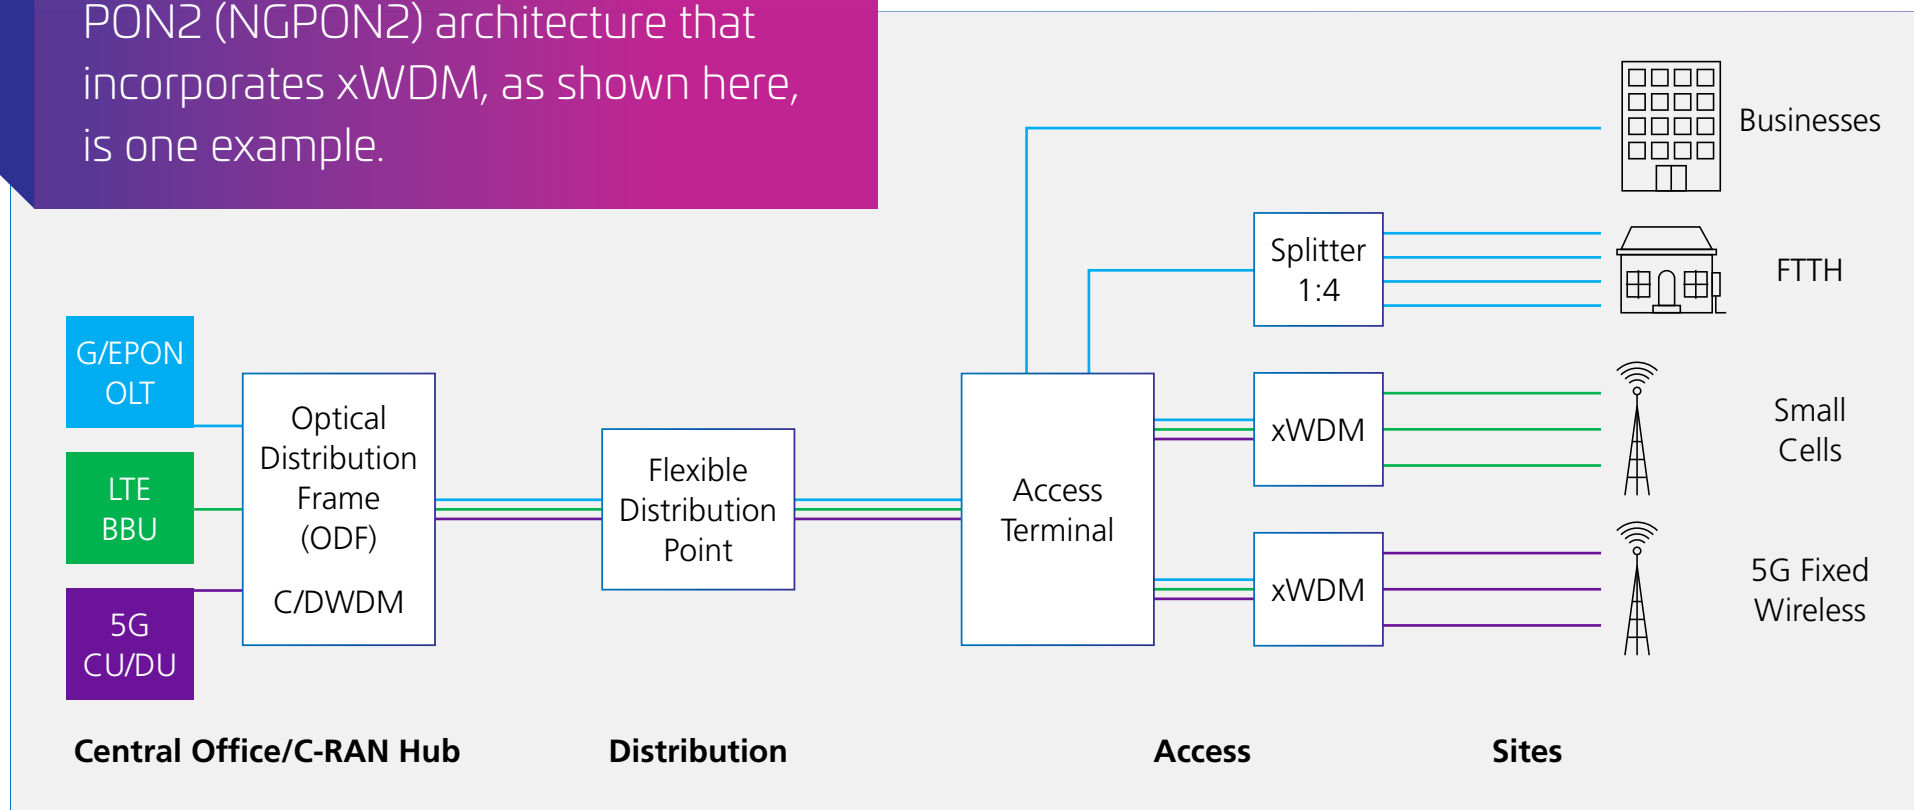 PON2 (NGPON2) architecture that
incorporates xWDM, as shown here,
is one example.
Businesses
Splitter
1:4
FTTH
G/EPON
OLT
LTE
BBU
5G
CU/DU
Optical
Distribution
Frame
(ODF)
C/DWDM
Flexible
Distribution
Point
Access
Terminal
xWDM
Small
Cells
xWDM
5G Fixed
Wireless
Central Office/C-RAN Hub
Distribution
Access
Sites